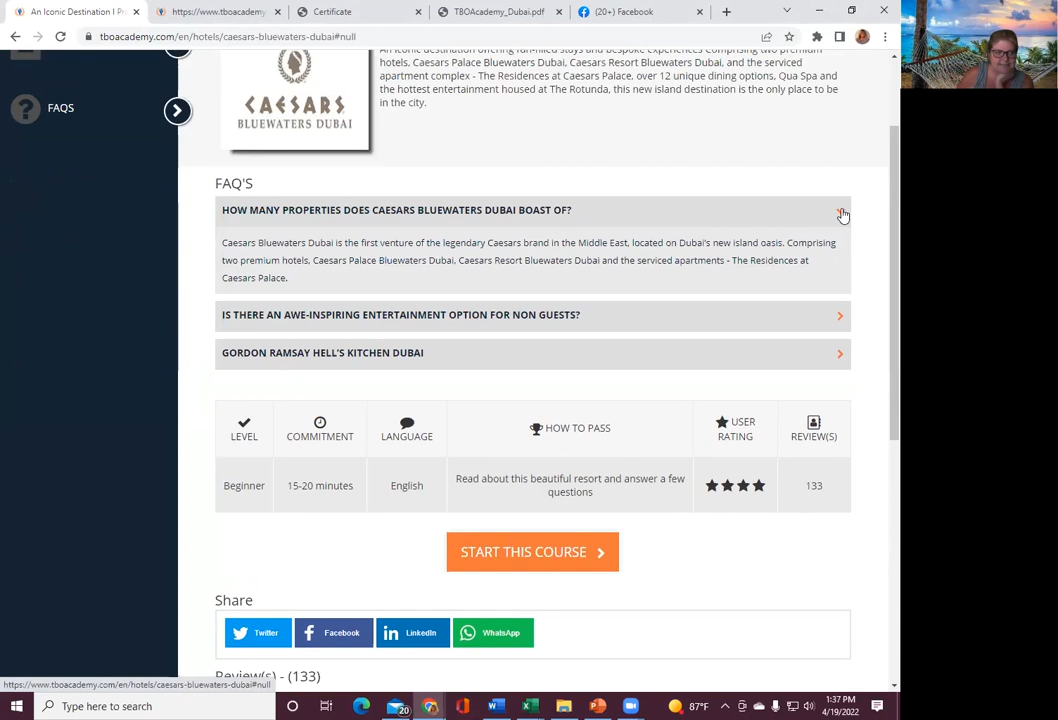 An Iconic Destination I P
https://www.tboacademy
Certificate
TBOAcademy_Dubai.pdf
(20+) Facebook
tboacademy.com/en/hotels/caesars-bluewaters-dubai#null
An iconic destination offering fun-filled stays and bespoke experiences Comprising two premium
hotels, Caesars Palace Bluewaters Dubai, Caesars Resort Bluewaters Dubai, and the serviced
apartment complex - The Residences at Caesars Palace, over 12 unique dining options, Qua Spa and
the hottest entertainment housed at The Rotunda, this new island destination is the only place to be
in the city.
CAESARS
BLUEWATERS DUBAI
FAQS
FAQ'S
HOW MANY PROPERTIES DOES CAESARS BLUEWATERS DUBAI BOAST OF?
Caesars Bluewaters Dubai is the first venture of the legendary Caesars brand in the Middle East, located on Dubai's new island oasis. Comprising
two premium hotels, Caesars Palace Bluewaters Dubai, Caesars Resort Bluewaters Dubai and the serviced apartments - The Residences at
Caesars Palace.
IS THERE AN AWE-INSPIRING ENTERTAINMENT OPTION FOR NON GUESTS?
GORDON RAMSAY HELL'S KITCHEN DUBAI
LEVEL
COMMITMENT
LANGUAGE
HOW TO PASS
USER
RATING
REVIEW(S)
Beginner
15-20 minutes
English
Read about this beautiful resort and answer a few
questions
133
START THIS COURSE
Share
Twitter
Facebook
LinkedIn
WhatsApp
Review(s) - (133)
https://www.tboacademy.com/en/hotels/caesars-bluewaters-dubai#null
Type here to search
20
87°F
1:37 PM
4/19/2022